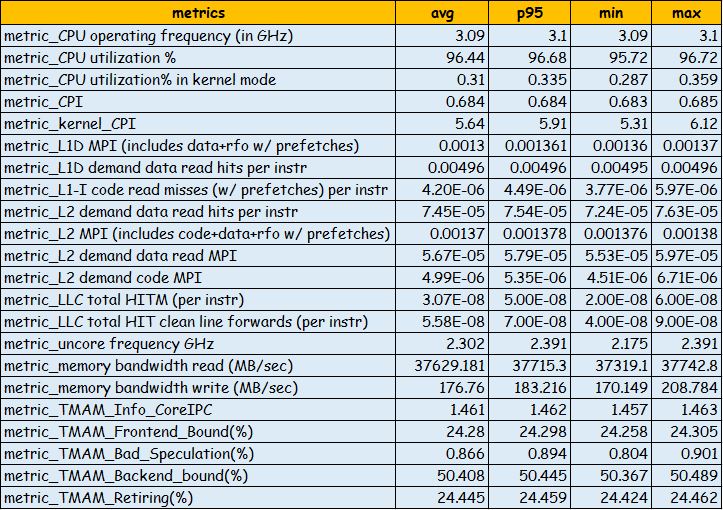 metrics avg p95 min max
metric_CPU operating frequency (in GHz) 3.09 3.1 3.09 3.1
metric_CPU utilization % 96.44 96.68 95.72 96.72
metric_CPU utilization% in kernel mode 0.31 0.335 0.287 0.359
metric_CPI 0.684 0.684 0.683 0.685
metric_kernel_CPI 5.64 5.91 5.31 6.12
metric_L1D MPI (includes data+rfo w/ prefetches) 0.0013 0.001361 0.00136 0.00137
metric_L1D demand data read hits per instr 0.00496 0.00496 0.00495 0.00496
metric_L1-I code read misses (w/ prefetches) per instr 4.20E-06 4.49E-06 3.77E-06 5.97E-06
metric_L2 demand data read hits per instr 7.45E-05 7.54E-05 7.24E-05 7.63E-05
metric_L2 MPI (includes code+data+rfo w/ prefetches) 0.00137 0.001378 0.001376 0.00138
metric_L2 demand data read MPI 5.67E-05 5.79E-05 5.53E-05 5.97E-05
metric_L2 demand code MPI 4.99E-06 5.35E-06 4.51E-06 6.71E-06
metric_LLC total HITM (per instr) 3.07E-08 5.00E-08 2.00E-08 6.00E-08
metric_LLC total HIT clean line forwards (per instr) 5.58E-08 7.00E-08 4.00E-08 9.00E-08
metric_uncore frequency GHz 2.302 2.391 2.175 2.391
metric_memory bandwidth read (MB/sec) 37629.181 37715.3 37319.1 37742.8
metric_memory bandwidth write (MB/sec) 176.76 183.216 170.149 208.784
metric_TMAM_Info_CoreIPC 1.461 1.462 1.457 1.463
metric_TMAM_Frontend_Bound(%) 24.28 24.298 24.258 24.305
metric_TMAM_Bad_Speculation(%) 0.866 0.894 0.804 0.901
metric_TMAM_Backend_bound(%) 50.408 50.445 50.367 50.489
metric_TMAM_Retiring(%) 24.445 24.459 24.424 24.462